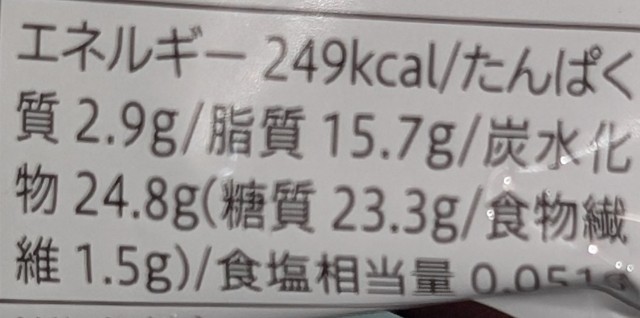 エネルギー 249kcal/たんぱく
質 2.9g/脂質 15.7g/炭水化
物 24.8g(糖質 23.3g/食物繊
維 1.5g)/食塩相当量 0.051g